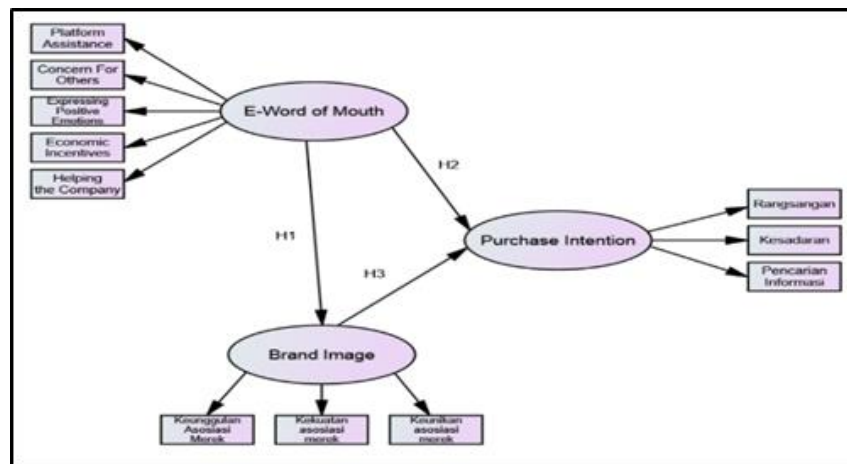 Platform
Assistance
Concern For
Others
Expressing
Positive
Emotions
Economic
Incentives
Helping
the Company
E-Word of Mouth
H2
H1
H3
Purchase Intention
Rangsangan
Kesadaran
Pencarian
Informasi
Brand Image
Keunggulan
Asosiasi
Merek
Kekuatan
asosiasi
merek
Keunikan
asosiasi
merek